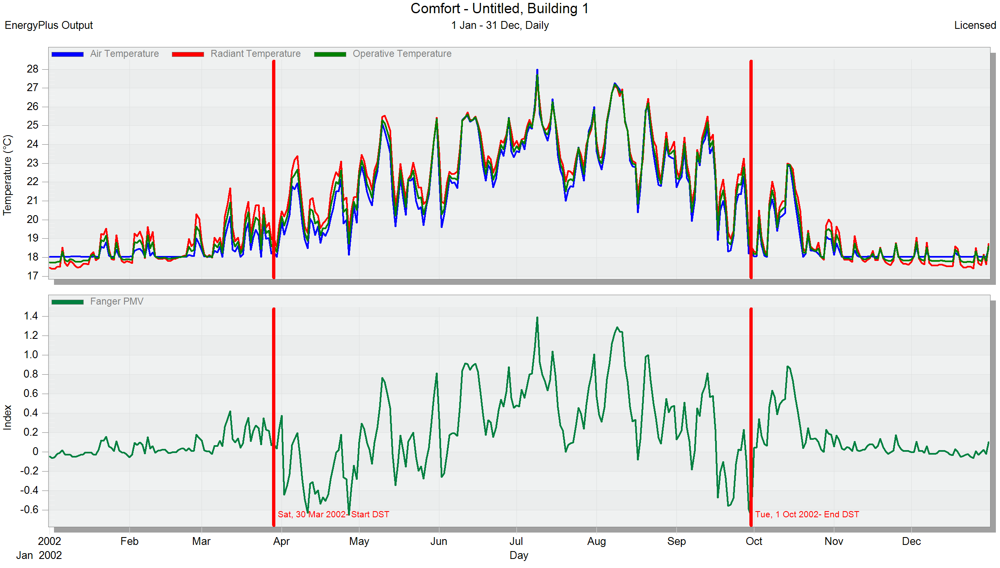 Comfort - Untitled, Building 1
EnergyPlus Output
1 Jan - 31 Dec, Daily
Licensed
Air Temperature
Radiant Temperature
Operative Temperature
28
27
26
25
24
23
22
21
20
19
18
17
Temperature (°C)
Fanger PMV
1.4
1.2
1.0
0.8
0.6
0.4
0.2
0
-0.2
-0.4
-0.6
Index
Sat, 30 Mar 2002- Start DST
Tue, 1 Oct 2002- End DST
2002 Feb Mar Apr May Jun Jul Aug Sep Oct Nov Dec
Jan 2002
Day